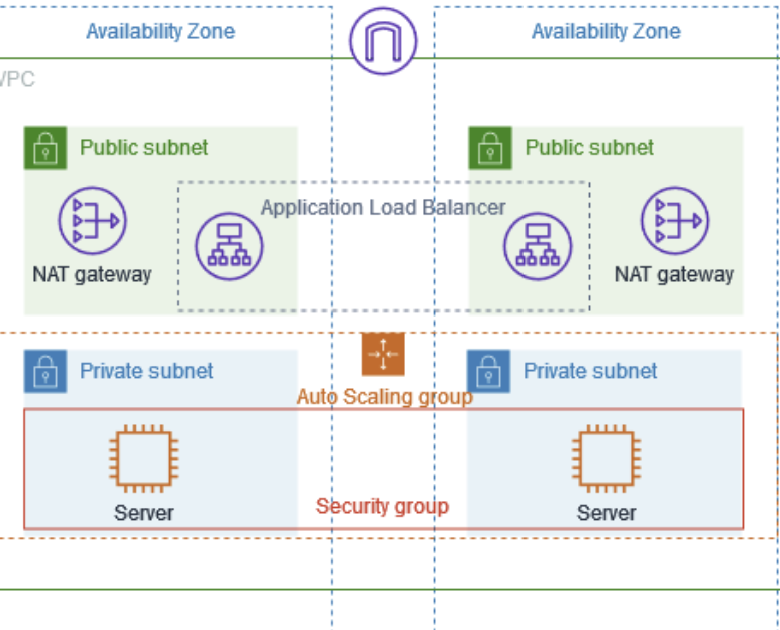 Availability Zone
Availability Zone
VPC
Public subnet
Public subnet
Application Load Balancer
NAT gateway
NAT gateway
Private subnet
Private subnet
Auto Scaling group
Security group
Server
Server